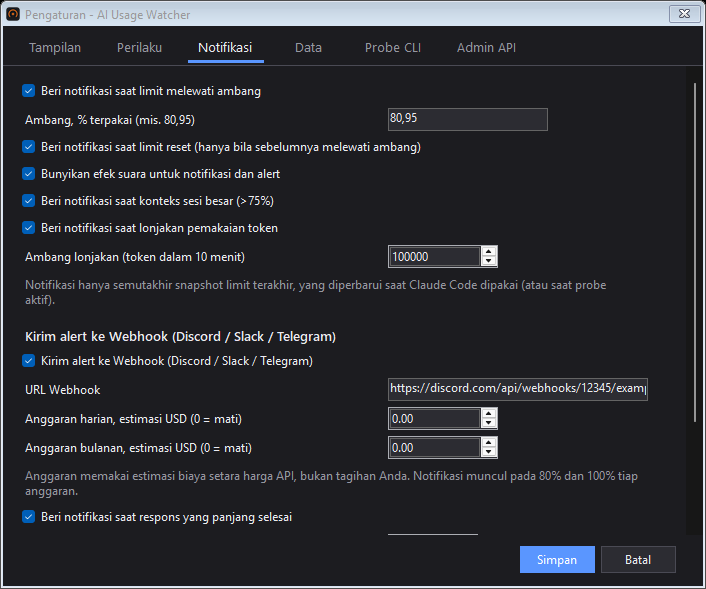 Pengaturan - AI Usage Watcher
Tampilan Perilaku Notifikasi Data Probe CLI Admin API
Beri notifikasi saat limit melewati ambang
Ambang, % terpakai (mis. 80,95) 80,95
Beri notifikasi saat limit reset (hanya bila sebelumnya melewati ambang)
Bunyikan efek suara untuk notifikasi dan alert
Beri notifikasi saat konteks sesi besar (>75%)
Beri notifikasi saat lonjakan pemakaian token
Ambang lonjakan (token dalam 10 menit) 100000
Notifikasi hanya semutakhir snapshot limit terakhir, yang diperbarui saat Claude Code dipakai (atau saat probe
aktif).
Kirim alert ke Webhook (Discord / Slack / Telegram)
Kirim alert ke Webhook (Discord / Slack / Telegram)
URL Webhook https://discord.com/api/webhooks/12345/examp
Anggaran harian, estimasi USD (0 = mati) 0.00
Anggaran bulanan, estimasi USD (0 = mati) 0.00
Anggaran memakai estimasi biaya setara harga API, bukan tagihan Anda. Notifikasi muncul pada 80% dan 100% tiap
anggaran.
Beri notifikasi saat respons yang panjang selesai
Simpan Batal